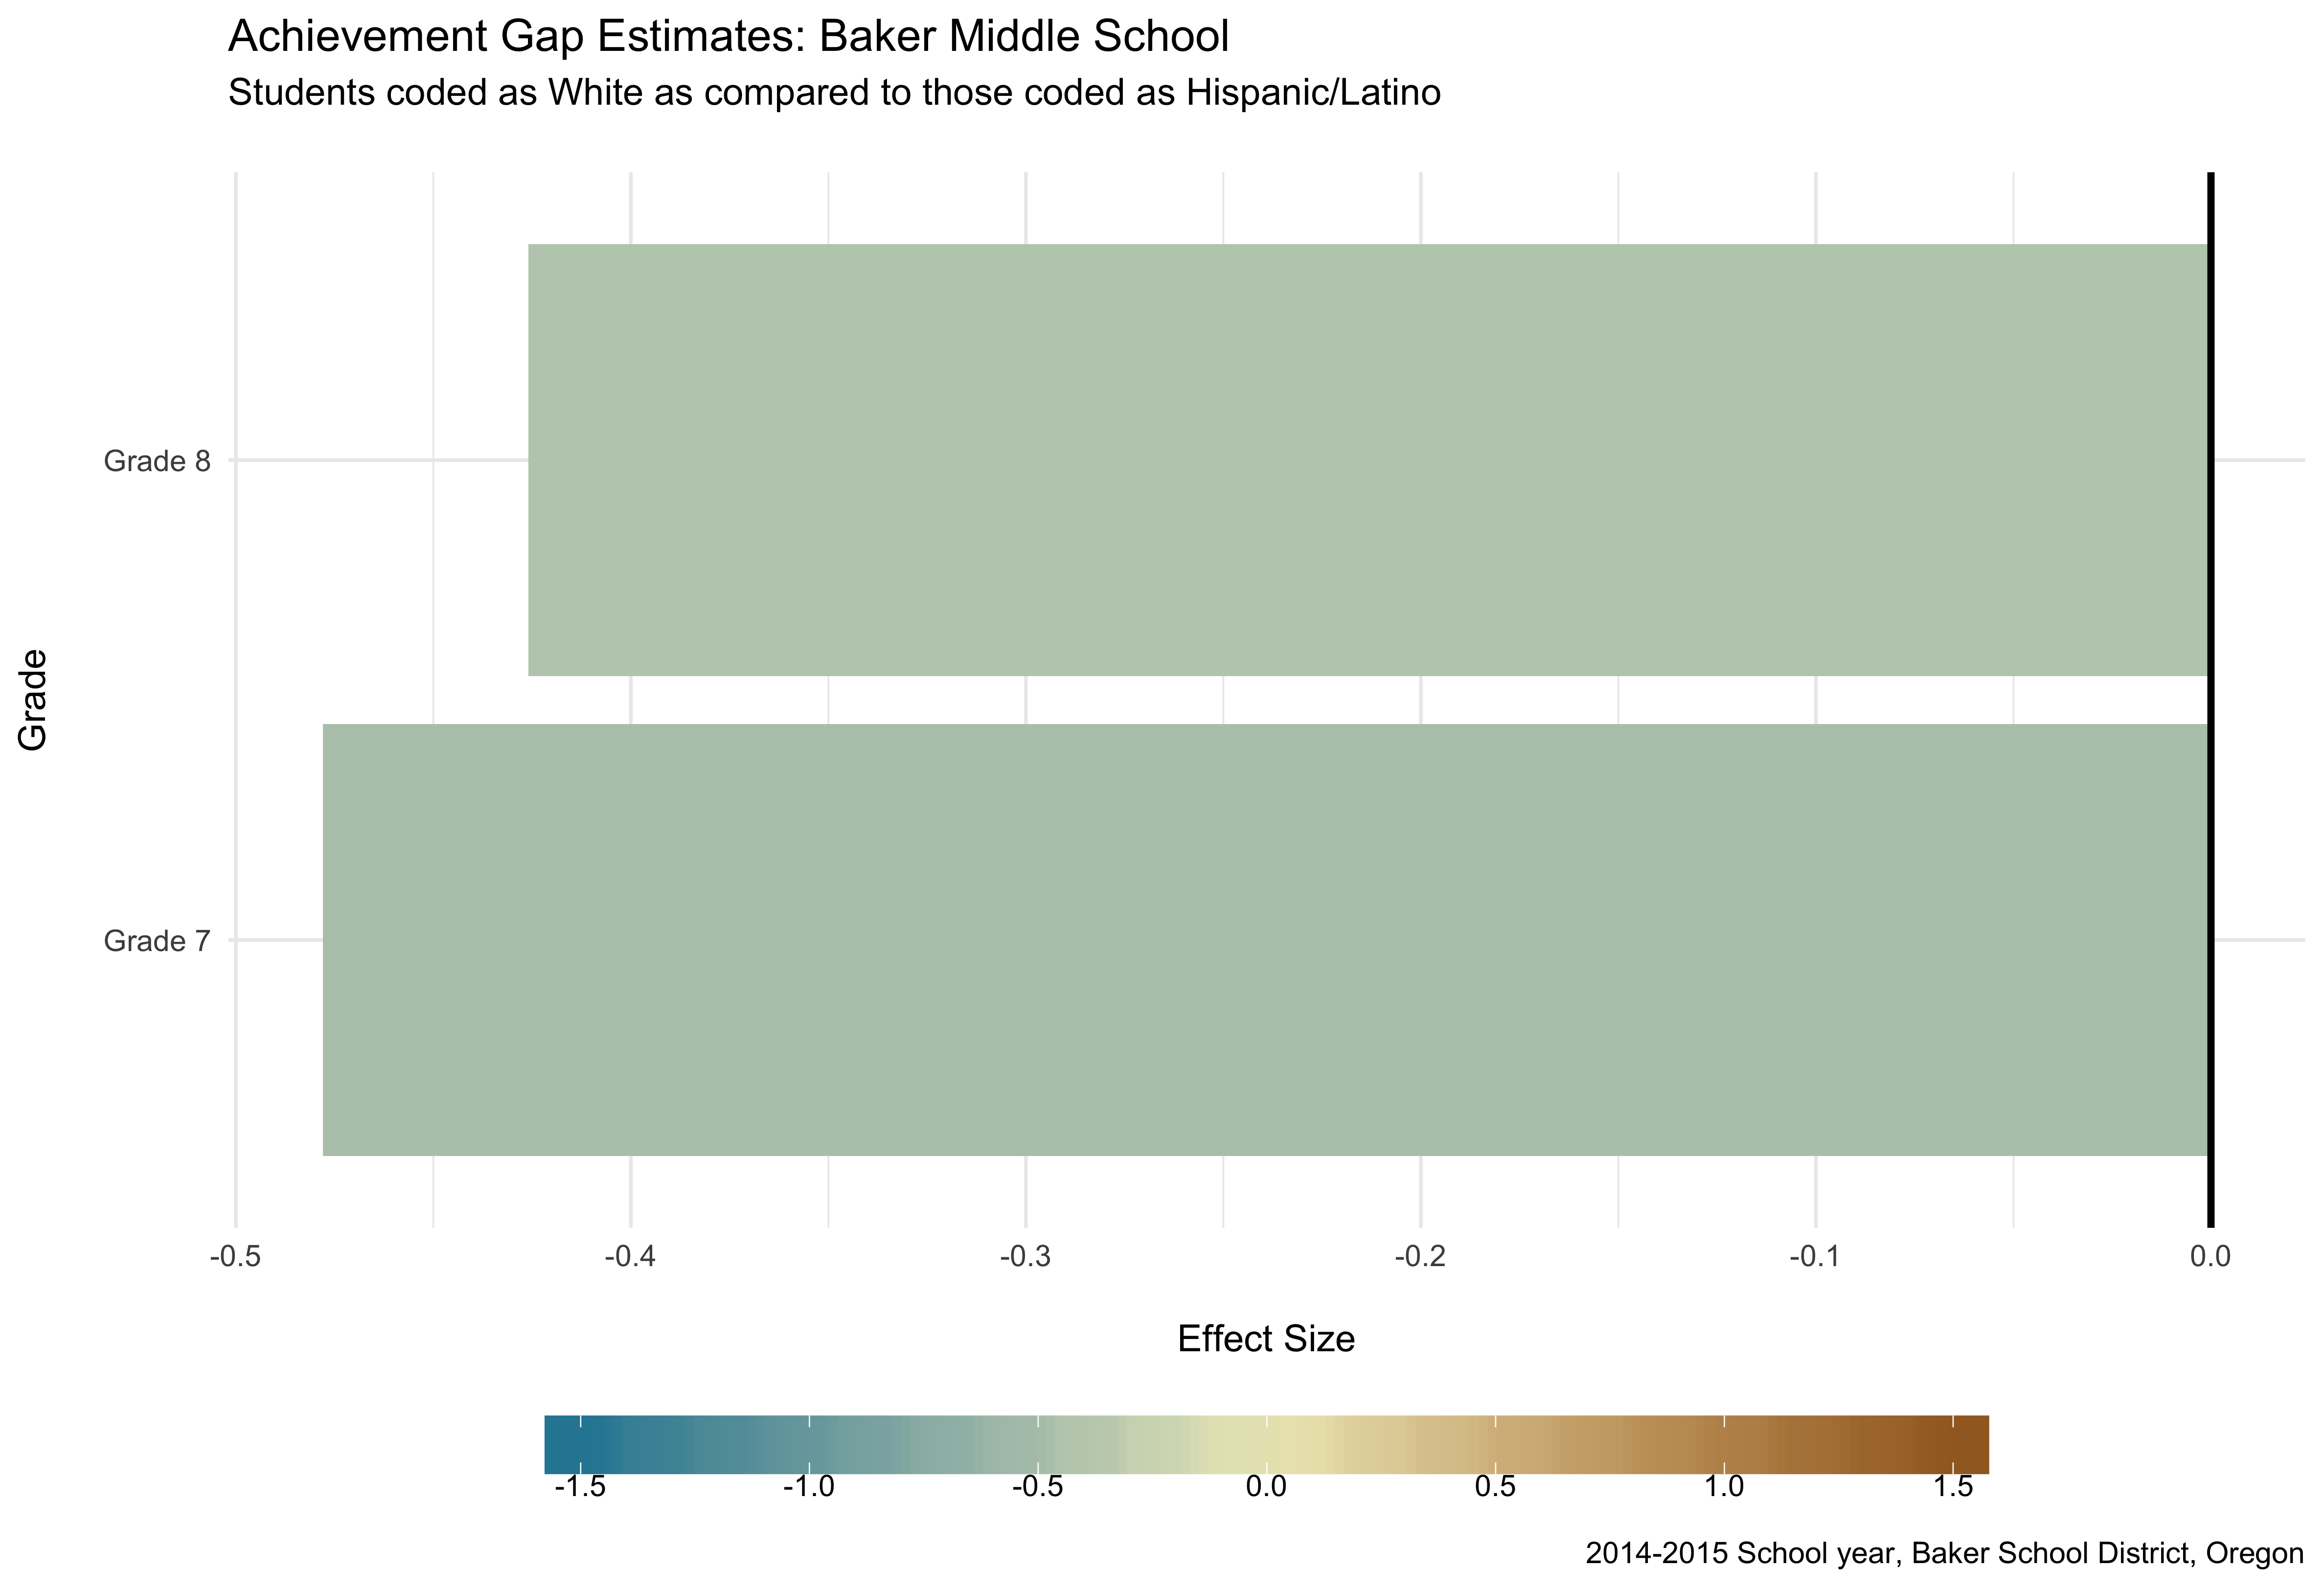 Achievement Gap Estimates: Baker Middle School
Students coded as White as compared to those coded as Hispanic/Latino
Grade
Grade 8
Grade 7
-0.5 -0.4 -0.3 -0.2 -0.1 0.0
Effect Size
-1.5 -1.0 -0.5 0.0 0.5 1.0 1.5
2014-2015 School year, Baker School District, Oregon